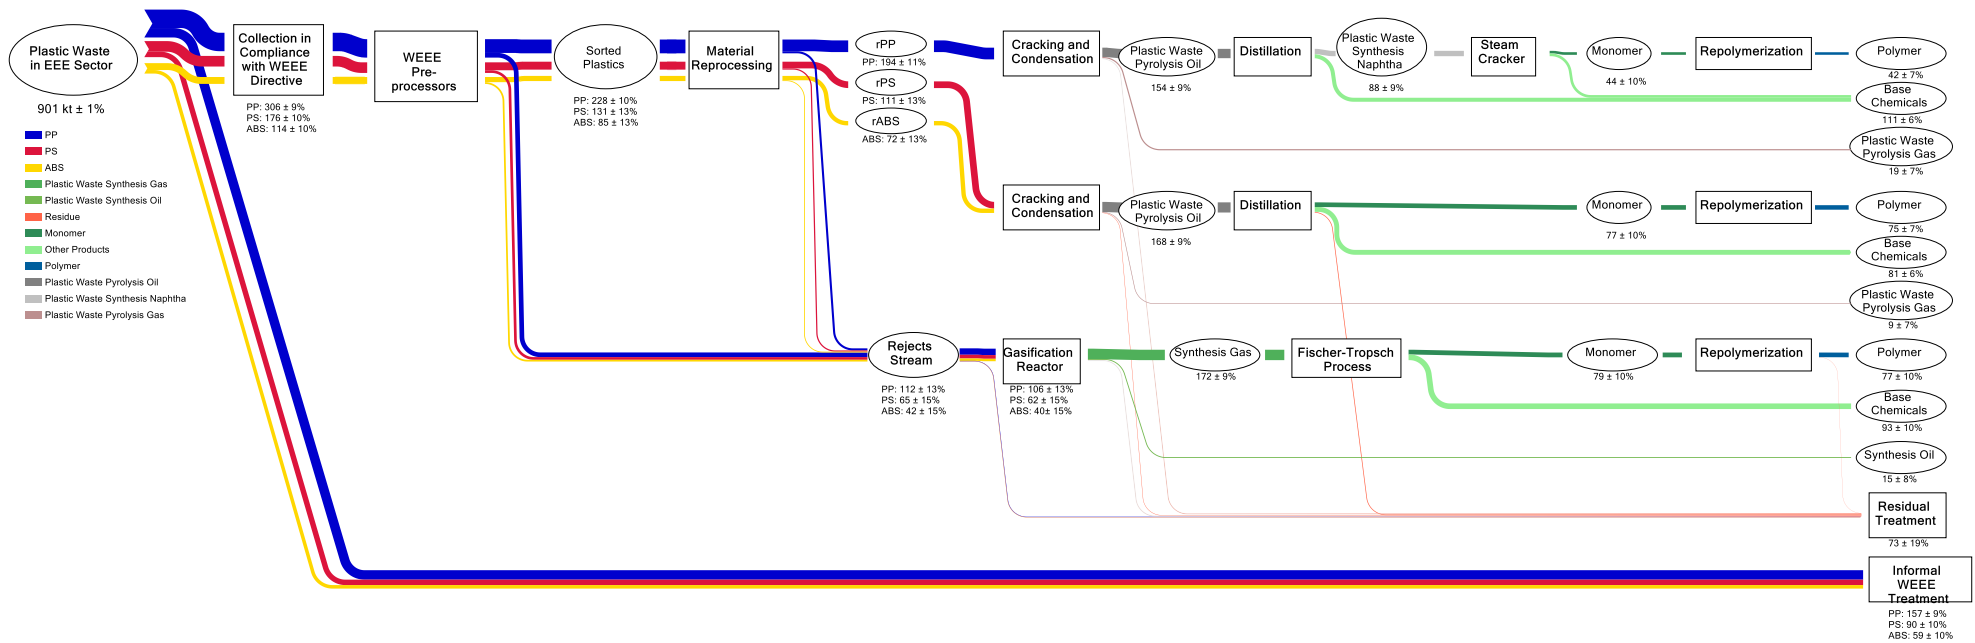 Plastic Waste
in EEE Sector
901 kt ± 1%
PP
PS
ABS
Plastic Waste Synthesis Gas
Plastic Waste Synthesis Oil
Residue
Monomer
Other Products
Polymer
Plastic Waste Pyrolysis Oil
Plastic Waste Synthesis Naphtha
Plastic Waste Pyrolysis Gas
Collection in
Compliance
with WEEE
Directive
PP: 306 ± 9%
PS: 176 ± 10%
ABS: 114 ± 10%
WEEE
Pre-
processors
Sorted
Plastics
PP: 228 ± 10%
PS: 131 ± 13%
ABS: 85 ± 13%
Material
Reprocessing
rPP
PP: 194 ± 11%
rPS
PS: 111 ± 13%
rABS
ABS: 72 ± 13%
Cracking and
Condensation
Plastic Waste
Pyrolysis Oil
154 ± 9%
Distillation
Plastic Waste
Synthesis
Naphtha
88 ± 9%
Steam
Cracker
Monomer
44 ± 10%
Repolymerization
Polymer
42 ± 7%
Base
Chemicals
111 ± 6%
Plastic Waste
Pyrolysis Gas
19 ± 7%
Cracking and
Condensation
Plastic Waste
Pyrolysis Oil
168 ± 9%
Distillation
Monomer
77 ± 10%
Repolymerization
Polymer
75 ± 7%
Base
Chemicals
81 ± 6%
Plastic Waste
Pyrolysis Gas
9 ± 7%
Rejects
Stream
PP: 112 ± 13%
PS: 65 ± 15%
ABS: 42 ± 15%
Gasification
Reactor
PP: 106 ± 13%
PS: 62 ± 15%
ABS: 40± 15%
Synthesis Gas
172 ± 9%
Fischer-Tropsch
Process
Monomer
79 ± 10%
Repolymerization
Polymer
77 ± 10%
Base
Chemicals
93 ± 10%
Synthesis Oil
15 ± 8%
Residual
Treatment
73 ± 19%
Informal
WEEE
Treatment
PP: 157 ± 9%
PS: 90 ± 10%
ABS: 59 ± 10%